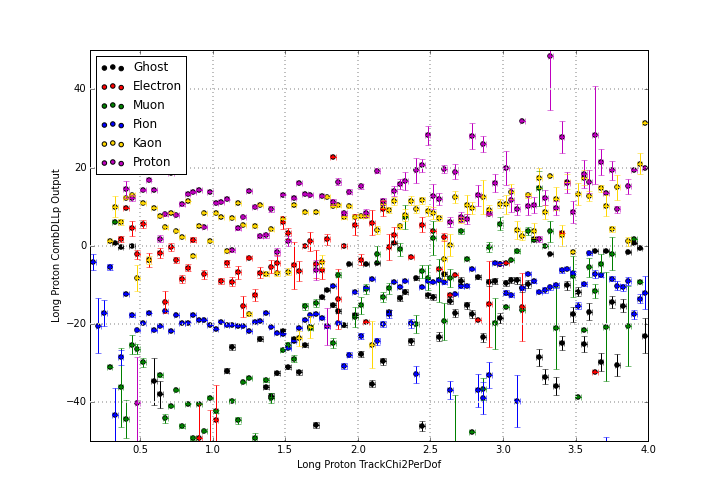 Ghost
Electron
Muon
Pion
Kaon
Proton
40
20
0
−20
−40
Long Proton CombDLLp Output
0.5
1.0
1.5
2.0
2.5
3.0
3.5
4.0
Long Proton TrackChi2PerDof